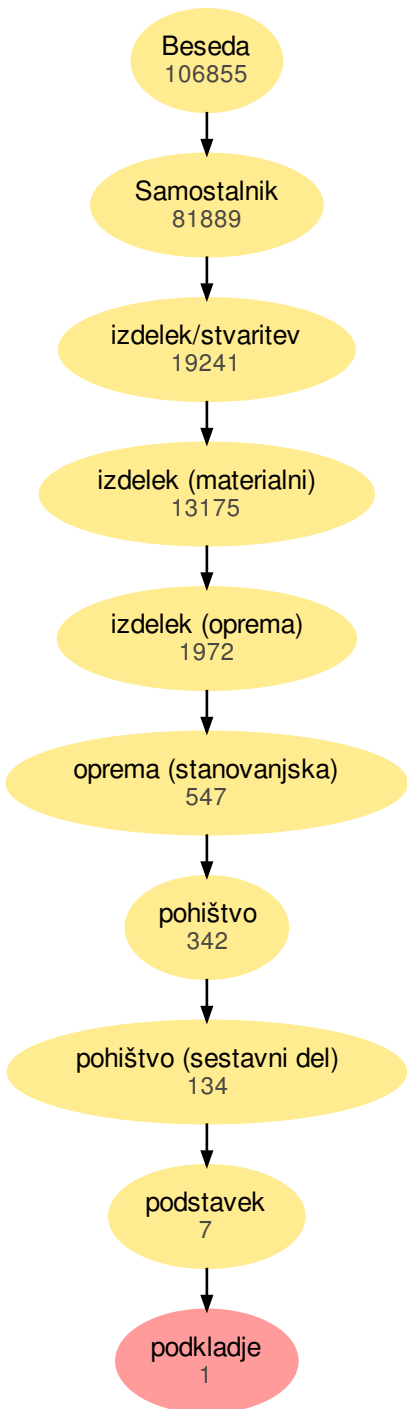 Beseda
106855
Samostalnik
81889
izdelek/stvaritev
19241
izdelek (materialni)
13175
izdelek (oprema)
1972
oprema (stanovanjska)
547
pohištvo
342
pohištvo (sestavni del)
134
podstavek
7
podkladje
1